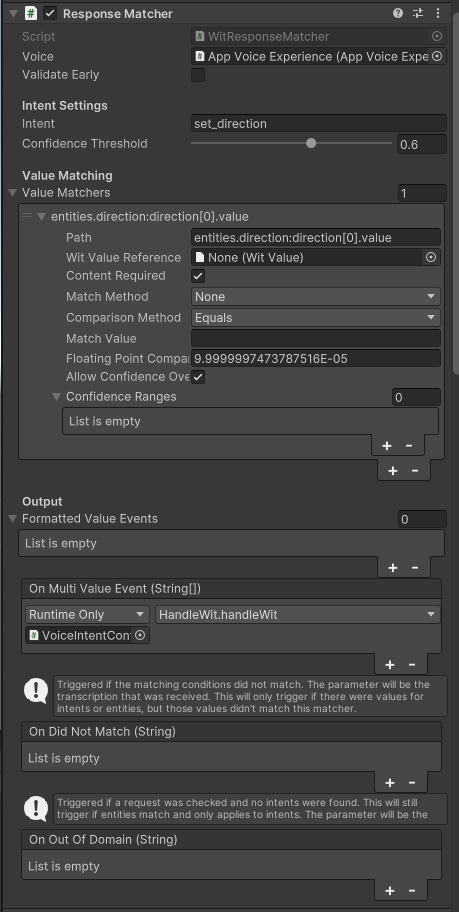 Response Matcher
Script WitResponseMatcher
Voice App Voice Experience (App Voice Expe
Validate Early
Intent Settings
Intent set_direction
Confidence Threshold 0.6
Value Matching
Value Matchers 1
entities.direction:direction[0].value
Path entities.direction:direction[0].value
Wit Value Reference None (Wit Value)
Content Required
Match Method None
Comparison Method Equals
Match Value
Floating Point Compa 9.9999997473787516E-05
Allow Confidence Ove
Confidence Ranges 0
List is empty
+ -
+ -
Output
Formatted Value Events 0
List is empty
+ -
On Multi Value Event (String[])
Runtime Only HandleWit.handleWit
VoiceIntentCon
+ -
Triggered if the matching conditions did not match. The parameter will be the
transcription that was received. This will only trigger if there were values for
intents or entities, but those values didn't match this matcher.
On Did Not Match (String)
List is empty
+ -
Triggered if a request was checked and no intents were found. This will still
trigger if entities match and only applies to intents. The parameter will be the
On Out Of Domain (String)
List is empty
+ -